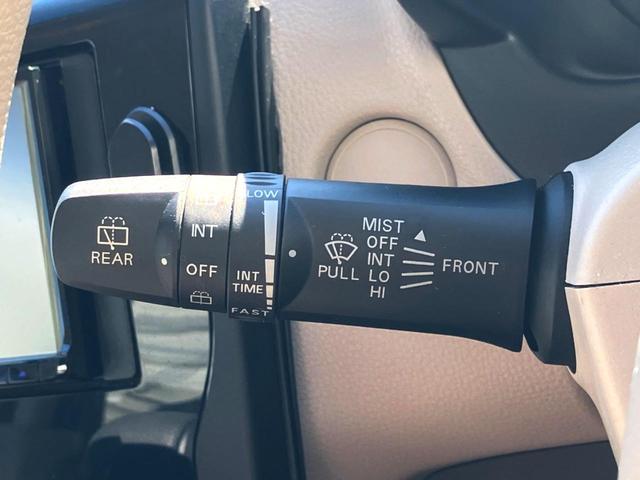 REAR
INT
OFF
LOW
INT
TIME
FAST
PULL
MIST
OFF
INT
LO
HI
FRONT